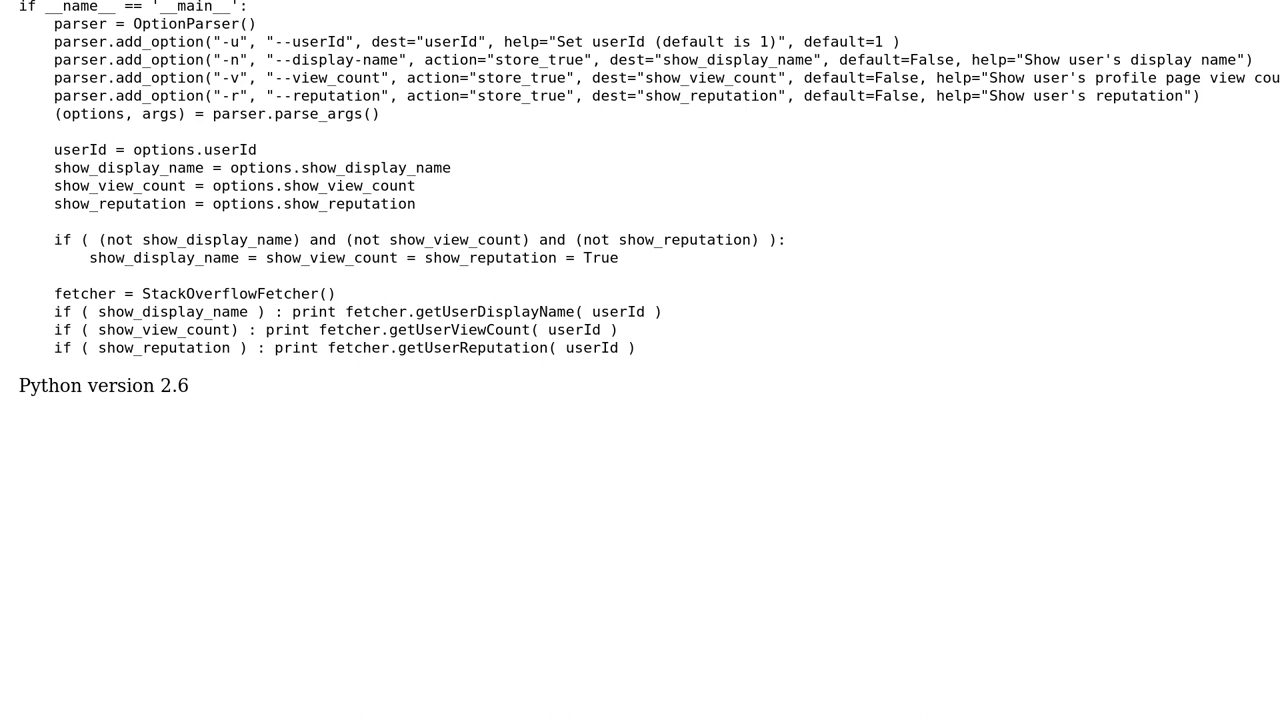 if __name__ == '__main__':
    parser = OptionParser()
    parser.add_option("-u", "--userId", dest="userId", help="Set userId (default is 1)", default=1 )
    parser.add_option("-n", "--display-name", action="store_true", dest="show_display_name", default=False, help="Show user's display name")
    parser.add_option("-v", "--view_count", action="store_true", dest="show_view_count", default=False, help="Show user's profile page view cou
    parser.add_option("-r", "--reputation", action="store_true", dest="show_reputation", default=False, help="Show user's reputation")
    (options, args) = parser.parse_args()

    userId = options.userId
    show_display_name = options.show_display_name
    show_view_count = options.show_view_count
    show_reputation = options.show_reputation

    if ( (not show_display_name) and (not show_view_count) and (not show_reputation) ):
        show_display_name = show_view_count = show_reputation = True

    fetcher = StackOverflowFetcher()
    if ( show_display_name ) : print fetcher.getUserDisplayName( userId )
    if ( show_view_count) : print fetcher.getUserViewCount( userId )
    if ( show_reputation ) : print fetcher.getUserReputation( userId )

Python version 2.6